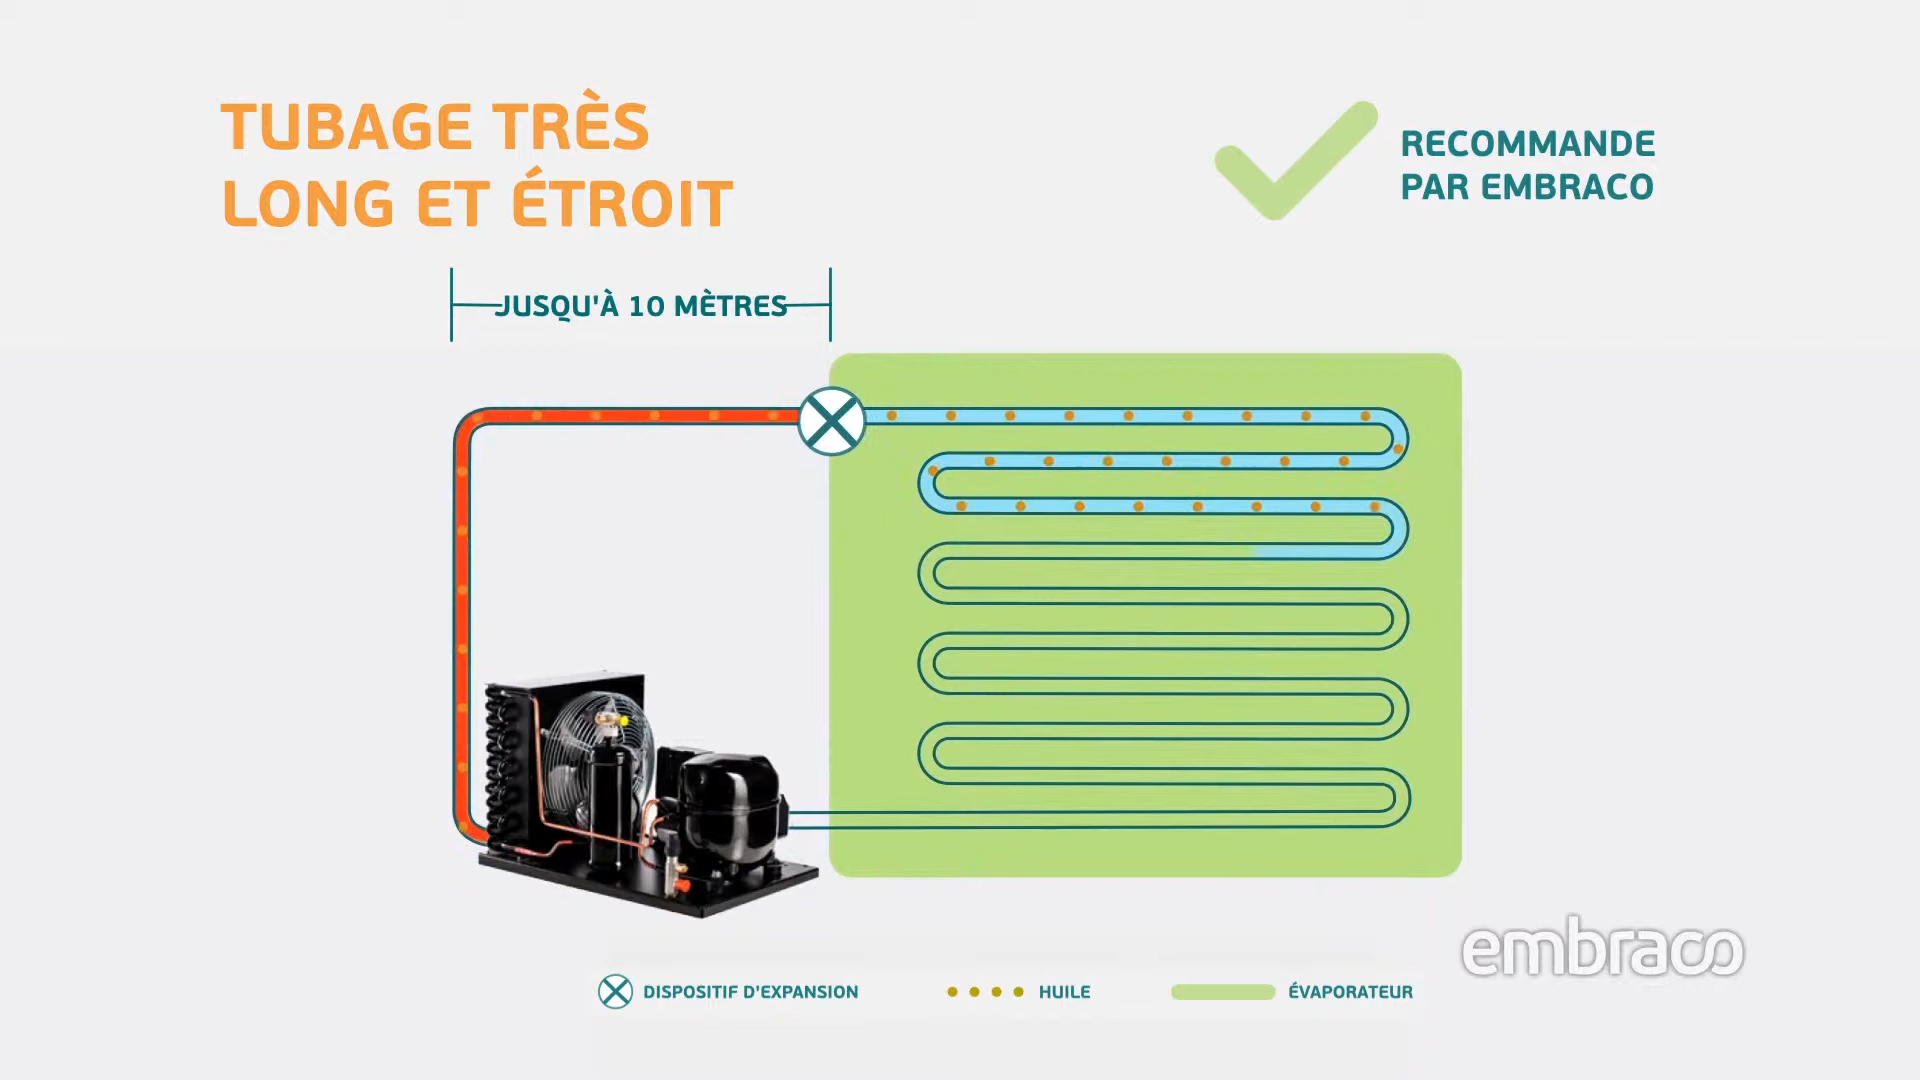 TUBAGE TRÈS
LONG ET ÉTROIT
RECOMMANDE
PAR EMBRACO
JUSQU'À 10 MÈTRES
embraco
DISPOSITIF D'EXPANSION
HUILE
ÉVAPORATEUR